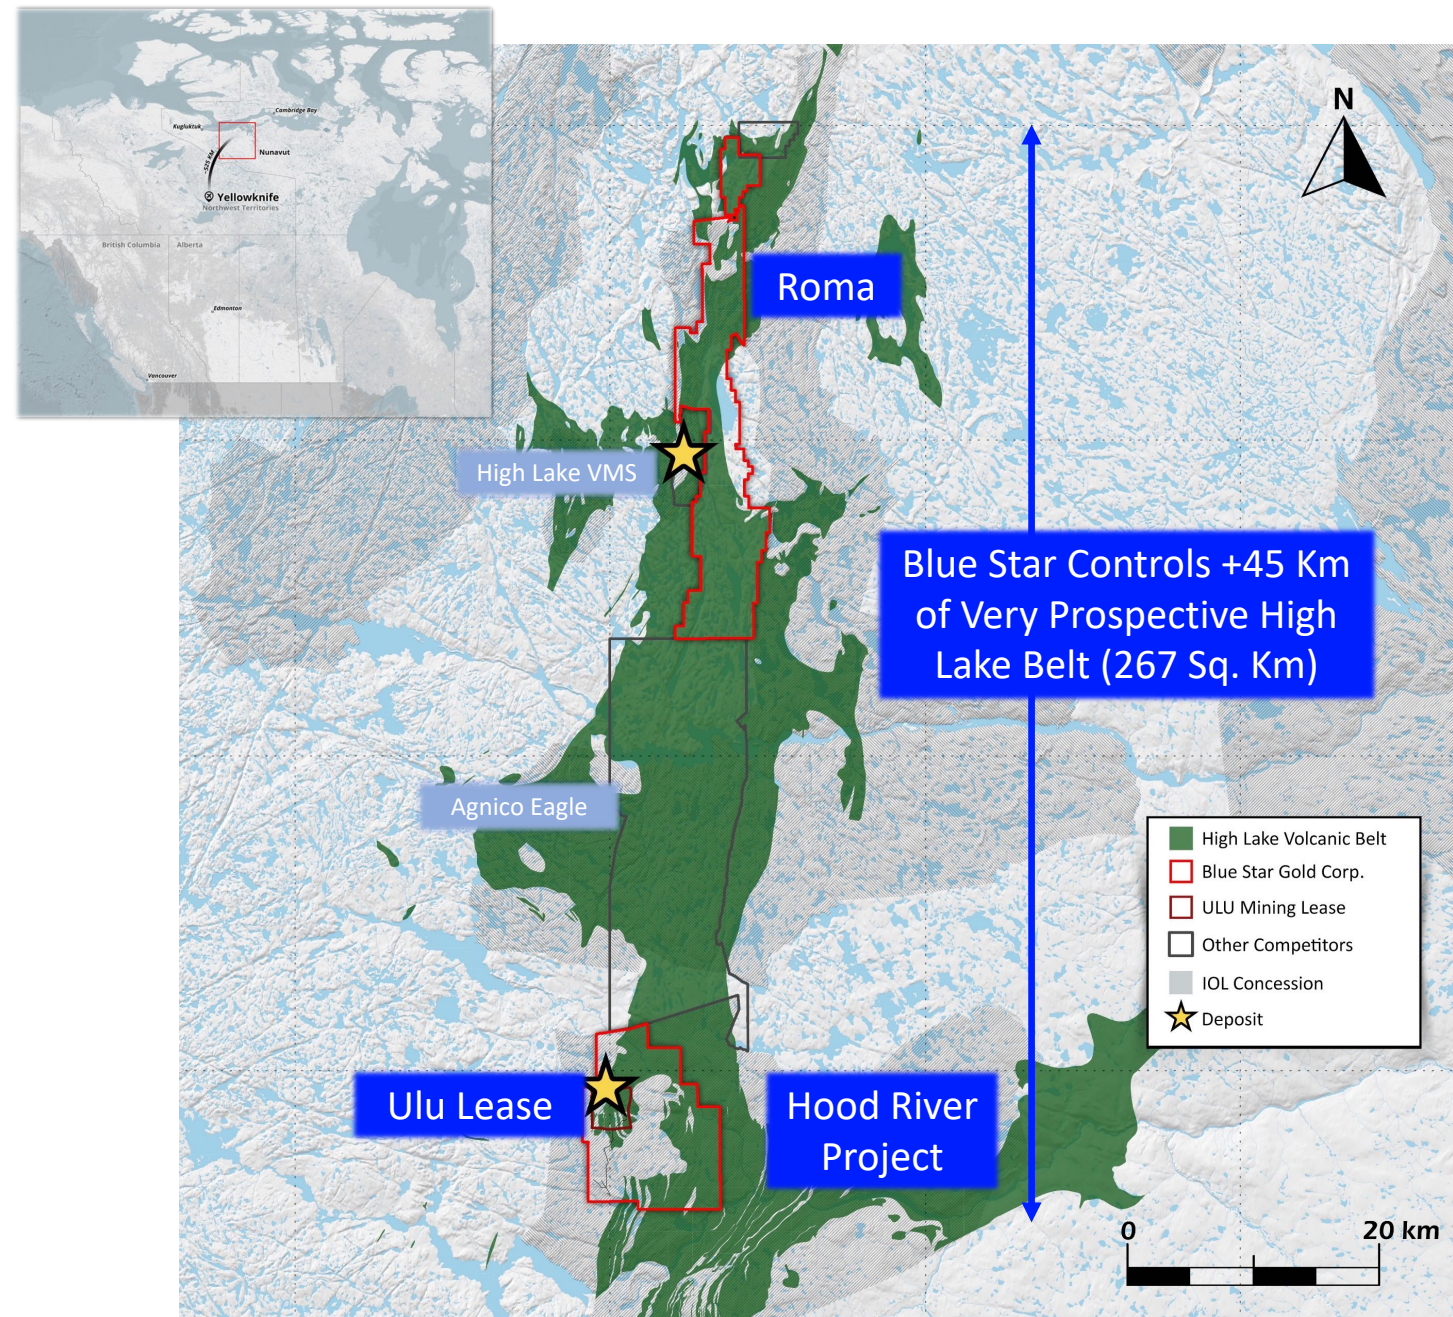 Cambridge Bay
Kugluktuk
Nunavut
~525 KM
Yellowknife
Northwest Territories
British Columbia
Alberta
Edmonton
Vancouver
N
Roma
High Lake VMS
Blue Star Controls +45 Km
of Very Prospective High
Lake Belt (267 Sq. Km)
Agnico Eagle
High Lake Volcanic Belt
Blue Star Gold Corp.
ULU Mining Lease
Other Competitors
IOL Concession
Deposit
Ulu Lease
Hood River
Project
0
20 km